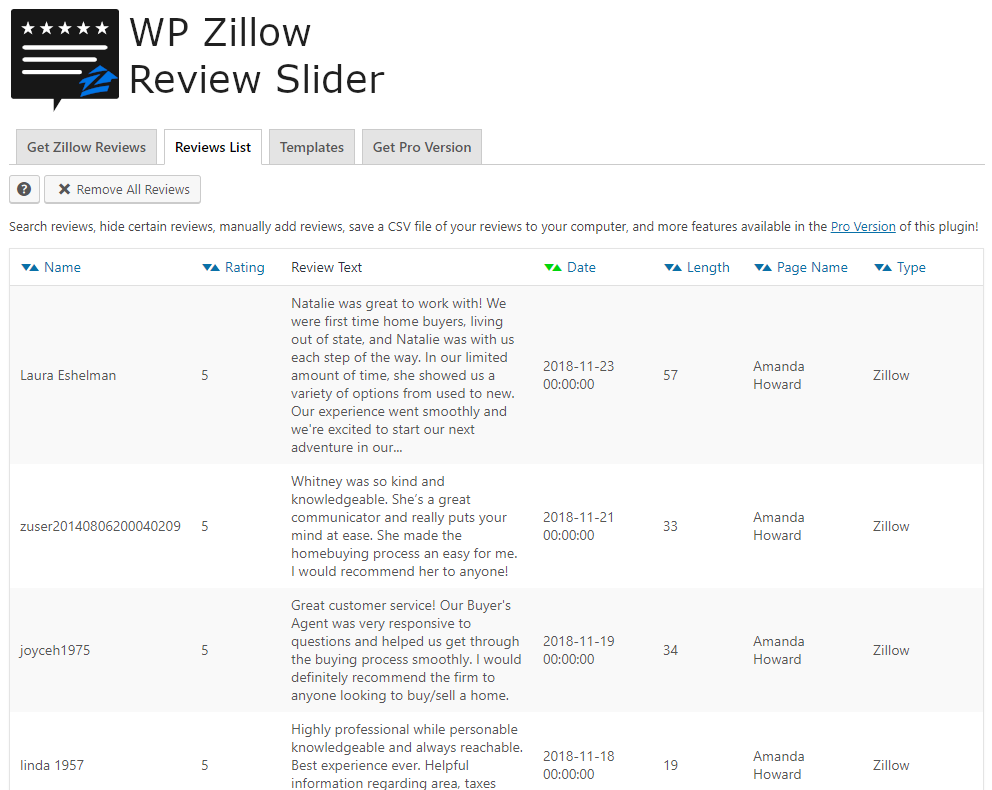 WP Zillow
Review Slider
Get Zillow Reviews
Reviews List
Templates
Get Pro Version
?
Remove All Reviews
Search reviews, hide certain reviews, manually add reviews, save a CSV file of your reviews to your computer, and more features available in the Pro Version of this plugin!
Name
Rating
Review Text
Date
Length
Page Name
Type
Laura Eshelman
5
Natalie was great to work with! We
were first time home buyers, living
out of state, and Natalie was with us
each step of the way. In our limited
amount of time, she showed us a
variety of options from used to new.
Our experience went smoothly and
we're excited to start our next
adventure in our...
2018-11-23
00:00:00
57
Amanda
Howard
Zillow
zuser20140806200040209
5
Whitney was so kind and
knowledgeable. She’s a great
communicator and really puts your
mind at ease. She made the
homebuying process an easy for me.
I would recommend her to anyone!
2018-11-21
00:00:00
33
Amanda
Howard
Zillow
joyceh1975
5
Great customer service! Our Buyer's
Agent was very responsive to
questions and helped us get through
the buying process smoothly. I would
definitely recommend the firm to
anyone looking to buy/sell a home.
2018-11-19
00:00:00
34
Amanda
Howard
Zillow
linda 1957
5
Highly professional while personable
knowledgeable and always reachable.
Best experience ever. Helpful
information regarding area, taxes
2018-11-18
00:00:00
19
Amanda
Howard
Zillow